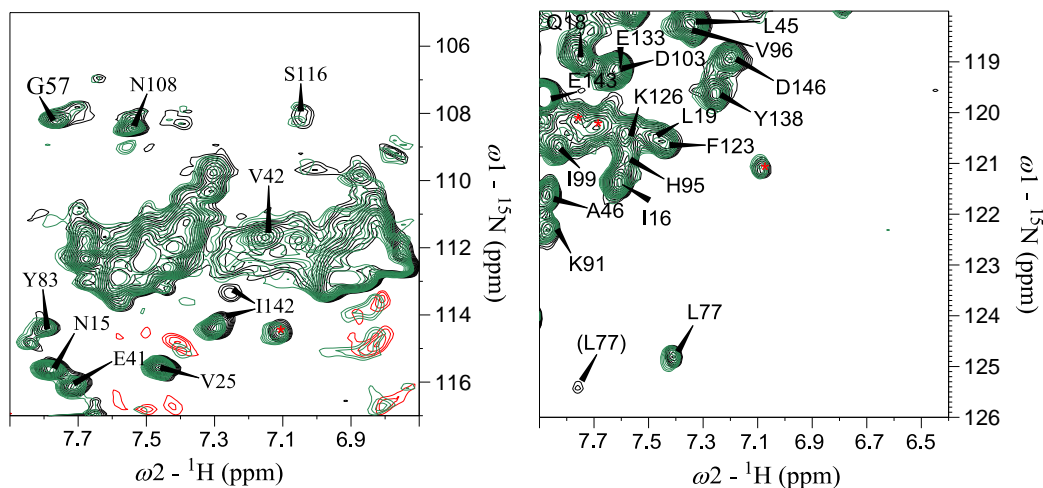 G57
N108
S116
V42
Y83
N15
E41
I142
V25
*
106
108
110
112
114
116
ω1 - ¹⁵N (ppm)
7.7 7.5 7.3 7.1 6.9
ω2 - ¹H (ppm)
Q18
E133
L45
V96
D103
E143
D146
K126
L19
Y138
* *
F123
*
I99
H95
A46
I16
K91
L77
(L77)
119
120
121
122
123
124
125
126
ω1 - ¹⁵N (ppm)
7.7 7.5 7.3 7.1 6.9 6.7 6.5
ω2 - ¹H (ppm)